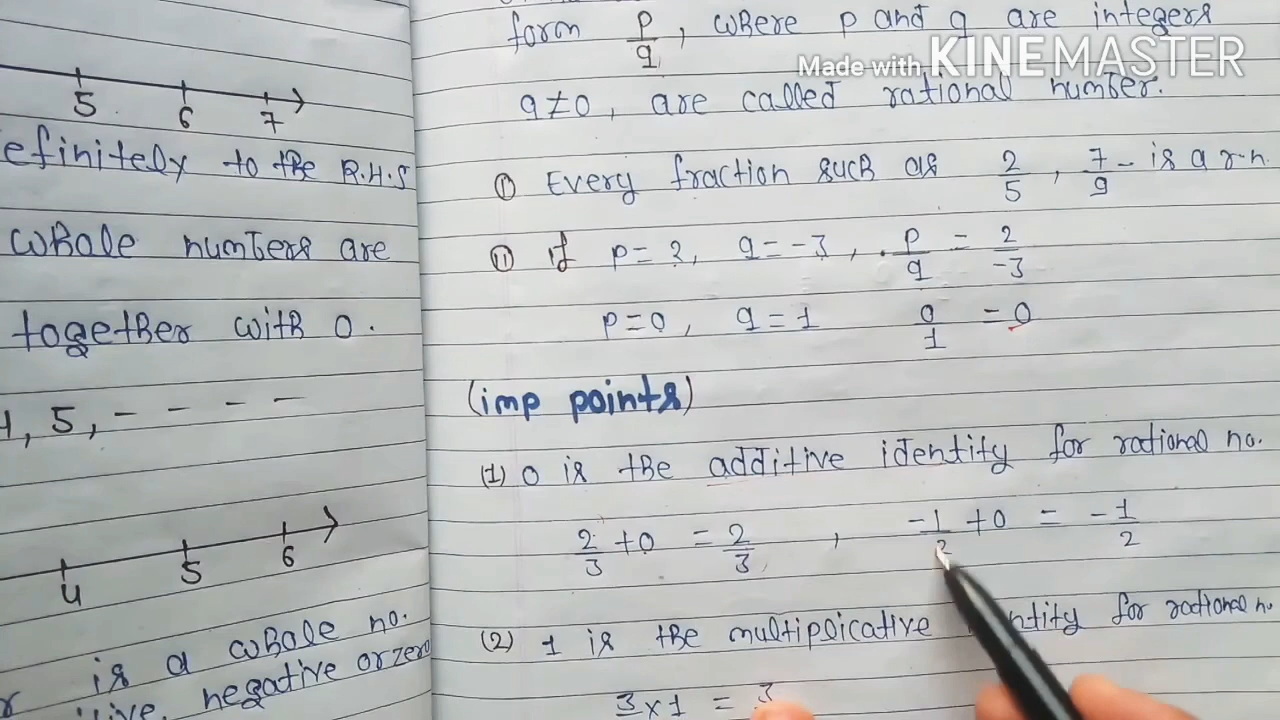 5 6 7
efinitely to the R.H.S
whole numbers are
together with 0.
4, 5, - - - -
4 5 6
is a whole no.
negative or zero
form p/q, where p and q are integers
Made with KINEMASTER
q≠0, are called rational number.
(i) Every fraction such as 2/5, 7/9 - is a r.n.
(ii) if p=2, q=-3, p/q = 2/-3
p=0, q=1 0/1 = 0
(imp points)
(1) 0 is the additive identity for rational no.
2/3 + 0 = 2/3, -1/2 + 0 = -1/2
(2) 1 is the multiplicative identity for rational n.
3 × 1 = 3